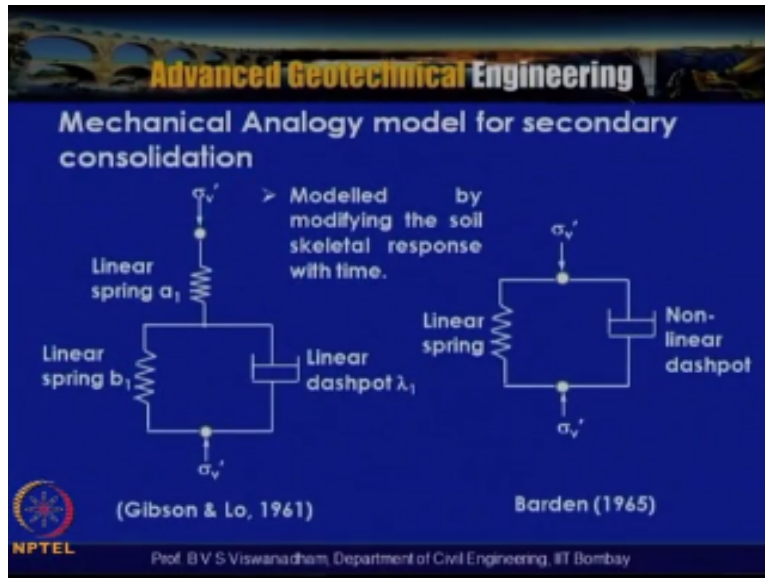 Advanced Geotechnical Engineering
Mechanical Analogy model for secondary
consolidation
σᵥ'
➢ Modelled by
modifying the soil
skeletal response
with time.
Linear
spring a₁
Linear
spring b₁
Linear
dashpot λ₁
σᵥ'
(Gibson & Lo, 1961)
σᵥ'
Linear
spring
Non-
linear
dashpot
σᵥ'
Barden (1965)
NPTEL
Prof. B V S Viswanadham, Department of Civil Engineering, IIT Bombay